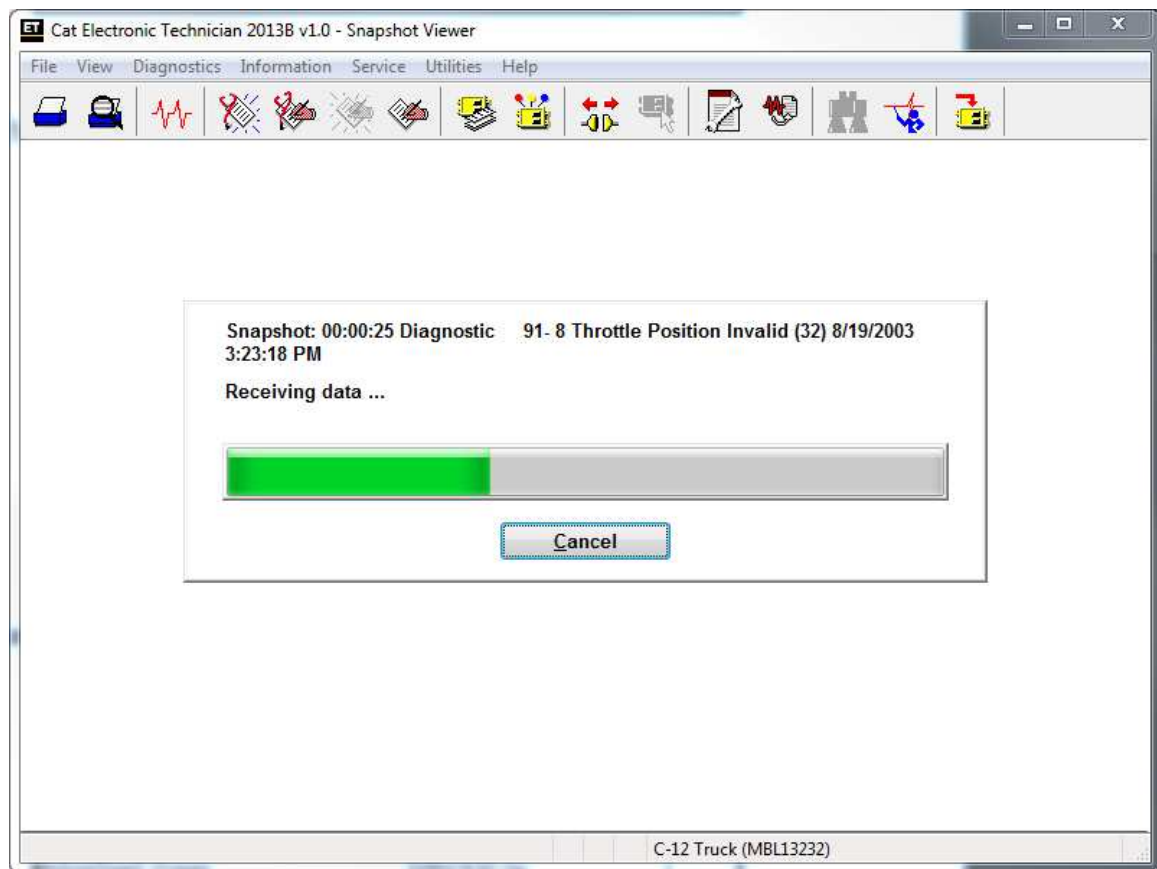 ET Cat Electronic Technician 2013B v1.0 - Snapshot Viewer
File View Diagnostics Information Service Utilities Help
Snapshot: 00:00:25 Diagnostic 91- 8 Throttle Position Invalid (32) 8/19/2003
3:23:18 PM
Receiving data ...
Cancel
C-12 Truck (MBL13232)